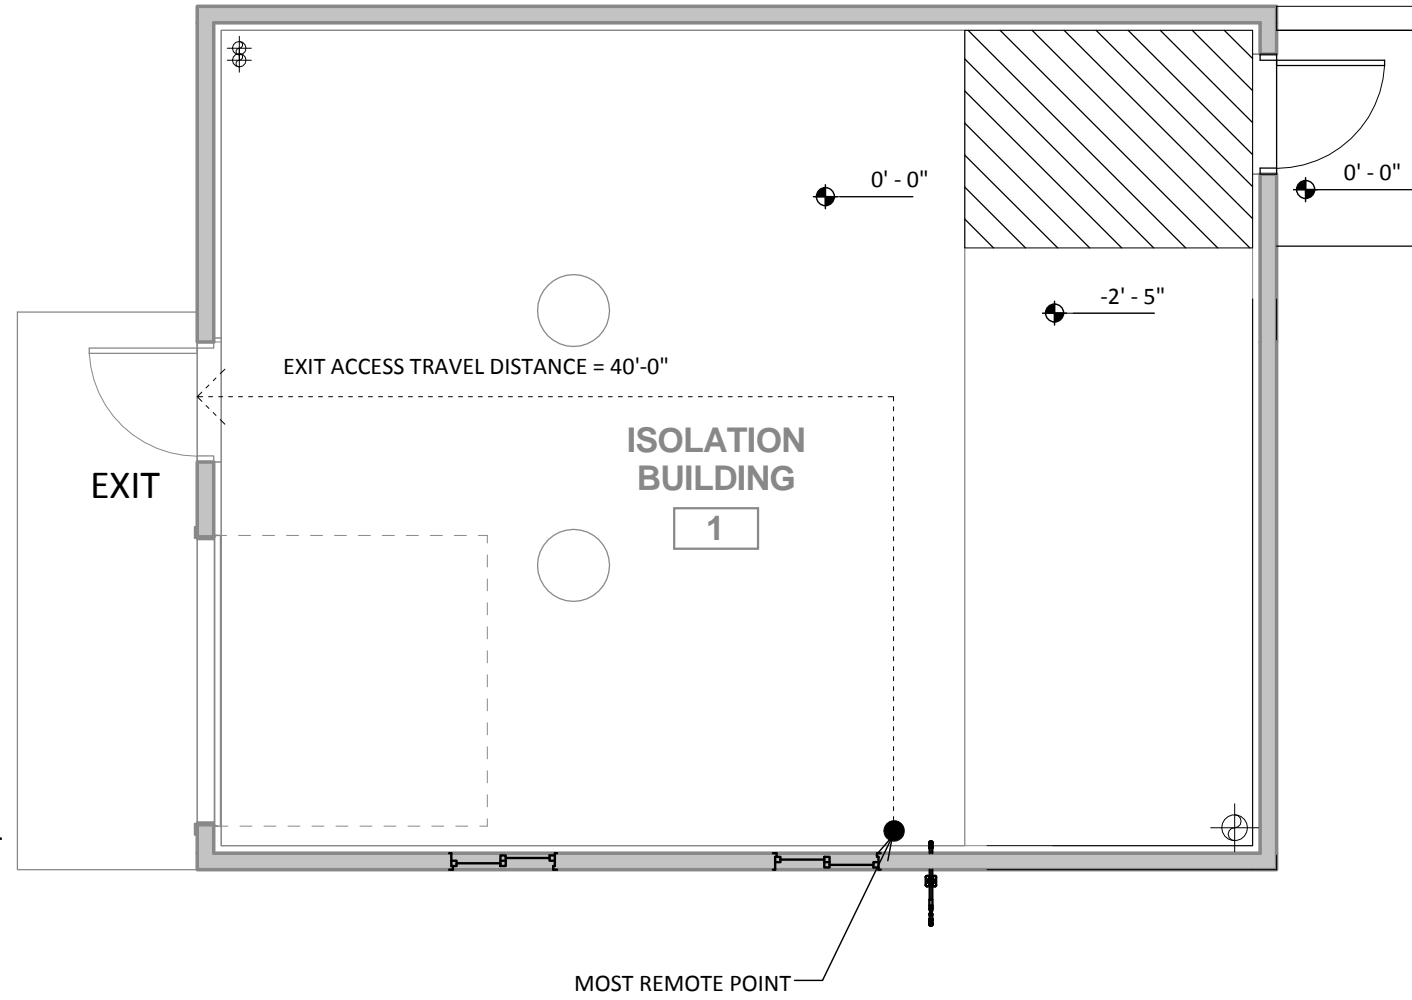 0' - 0"
0' - 0"
-2' - 5"
EXIT ACCESS TRAVEL DISTANCE = 40'-0"
ISOLATION
BUILDING
EXIT
1
MOST REMOTE POINT